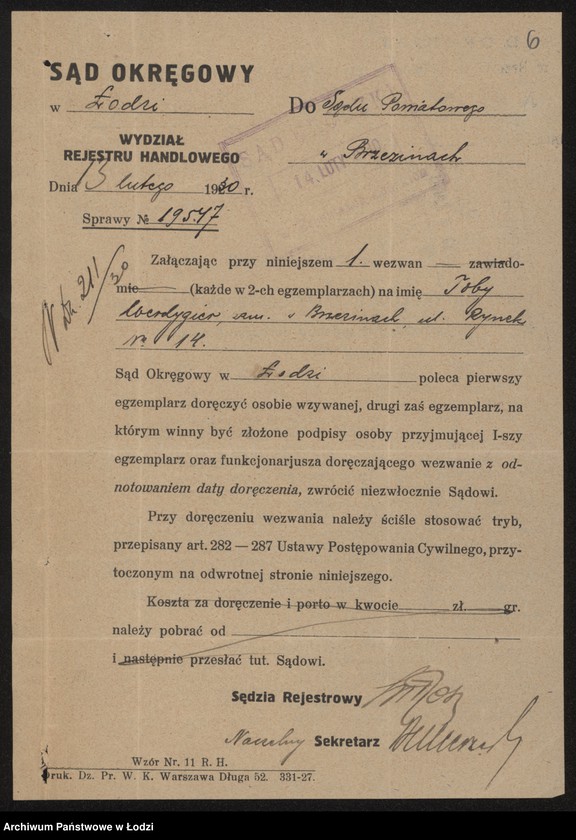 6
SĄD OKRĘGOWY
w Łodzi
Do Sądu Powiatowego
w Brzezinach
WYDZIAŁ
REJESTRU HANDLOWEGO
14. LUT
Dnia 13 lutego 1930 r.
Sprawy № 19547
211/30
Załączając przy niniejszem 1. wezwan zawiado-
mie (każde w 2-ch egzemplarzach) na imię Toby
zam. w Brzezinach, ul. Rynek
№ 14.
Sąd Okręgowy w Łodzi poleca pierwszy
egzemplarz doręczyć osobie wzywanej, drugi zaś egzemplarz, na
którym winny być złożone podpisy osoby przyjmującej I-szy
egzemplarz oraz funkcjonarjusza doręczającego wezwanie z od-
notowaniem daty doręczenia, zwrócić niezwłocznie Sądowi.
Przy doręczeniu wezwania należy ściśle stosować tryb,
przepisany art. 282 — 287 Ustawy Postępowania Cywilnego, przy-
toczonym na odwrotnej stronie niniejszego.
Koszta za doręczenie i porto w kwocie zł. gr.
należy pobrać od
i następnie przesłać tut. Sądowi.
Sędzia Rejestrowy
Naczelny Sekretarz
Wzór Nr. 11 R. H.
Druk. Dz. Pr. W. K. Warszawa Długa 52. 331-27.
Archiwum Państwowe w Łodzi